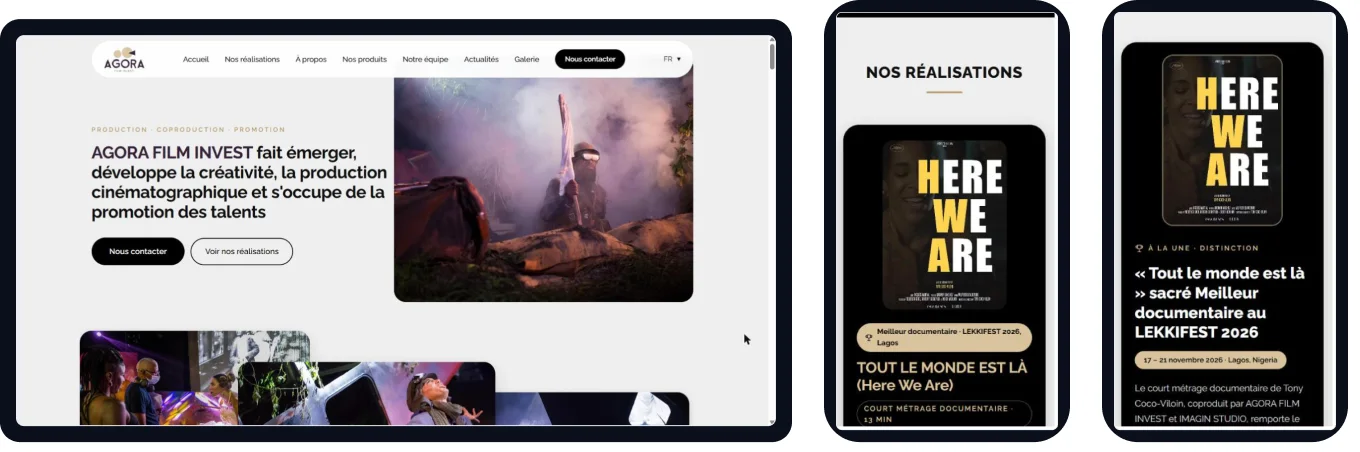 AGORA
Accueil Nos réalisations À propos Nos produits Notre équipe Actualités Galerie Nous contacter FR
PRODUCTION · COPRODUCTION · PROMOTION
AGORA FILM INVEST fait émerger,
développe la créativité, la production
cinématographique et s'occupe de la
promotion des talents
Nous contacter Voir nos réalisations
NOS RÉALISATIONS
HERE
WE
ARE
Meilleur documentaire · LEKKIFEST 2026,
Lagos
TOUT LE MONDE EST LÀ
(Here We Are)
COURT MÉTRAGE DOCUMENTAIRE ·
13 MIN
HERE
WE
ARE
À LA UNE · DISTINCTION
« Tout le monde est là
» sacré Meilleur
documentaire au
LEKKIFEST 2026
17 – 21 novembre 2026 · Lagos, Nigeria
Le court métrage documentaire de Tony
Coco-Viloin, coproduit par AGORA FILM
INVEST et IMAGIN STUDIO, remporte le